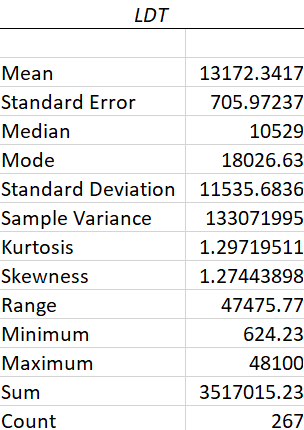 LDT
Mean 13172.3417
Standard Error 705.97237
Median 10529
Mode 18026.63
Standard Deviation 11535.6836
Sample Variance 133071995
Kurtosis 1.29719511
Skewness 1.27443898
Range 47475.77
Minimum 624.23
Maximum 48100
Sum 3517015.23
Count 267